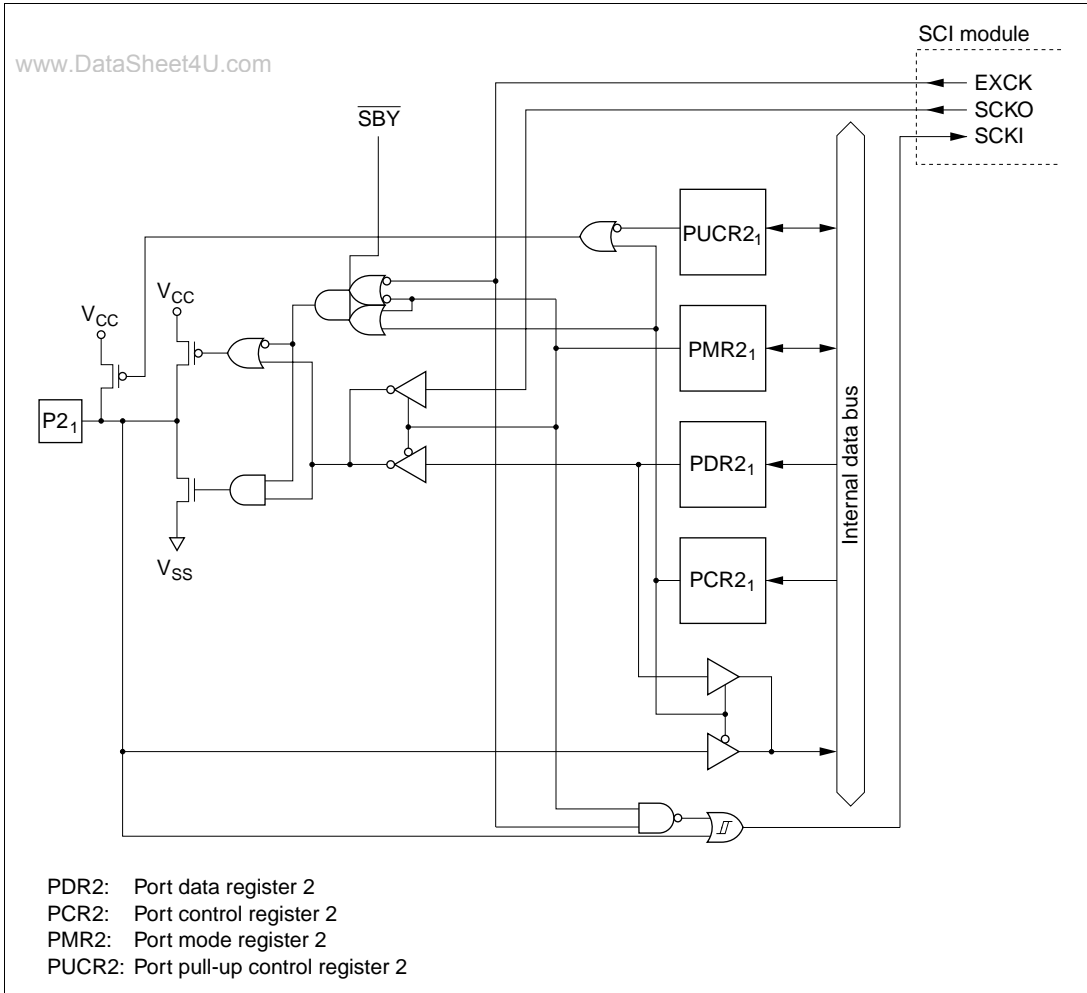 SCI module
www.DataSheet4U.com
EXCK
SCKO
SCKI
SBY
PUCR2₁
VCC
VCC
PMR2₁
P2₁
PDR2₁
Internal data bus
VSS
PCR2₁
PDR2: Port data register 2
PCR2: Port control register 2
PMR2: Port mode register 2
PUCR2: Port pull-up control register 2